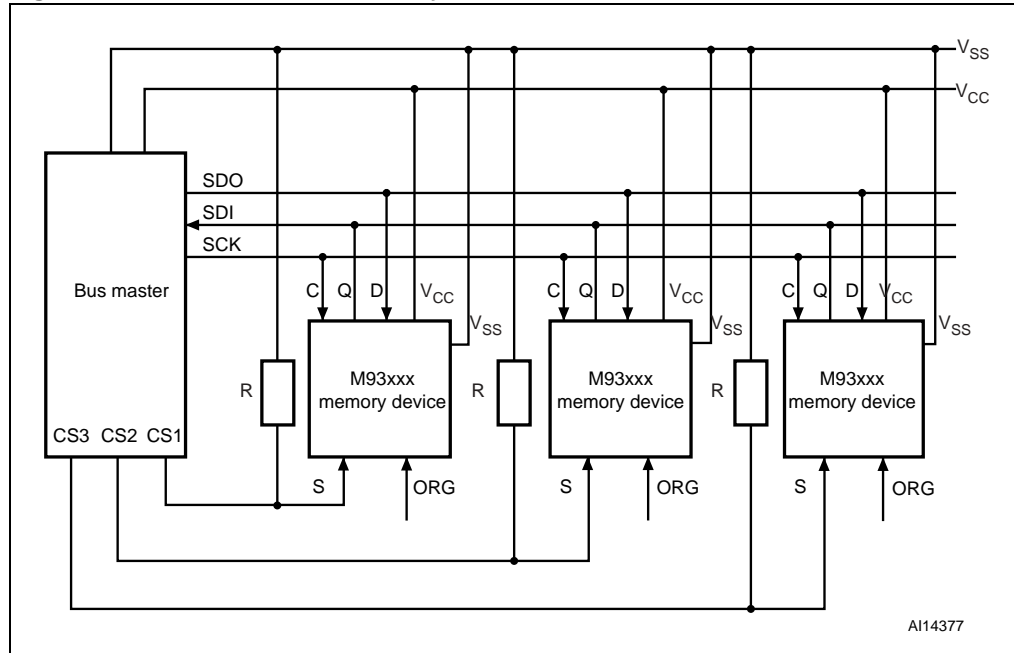 VSS
VCC
SDO
SDI
SCK
Bus master
C Q D VCC
C Q D VCC
C Q D VCC
VSS
VSS
VSS
R
M93xxx
memory device
R
M93xxx
memory device
R
M93xxx
memory device
CS3 CS2 CS1
S ORG
S ORG
S ORG
AI14377